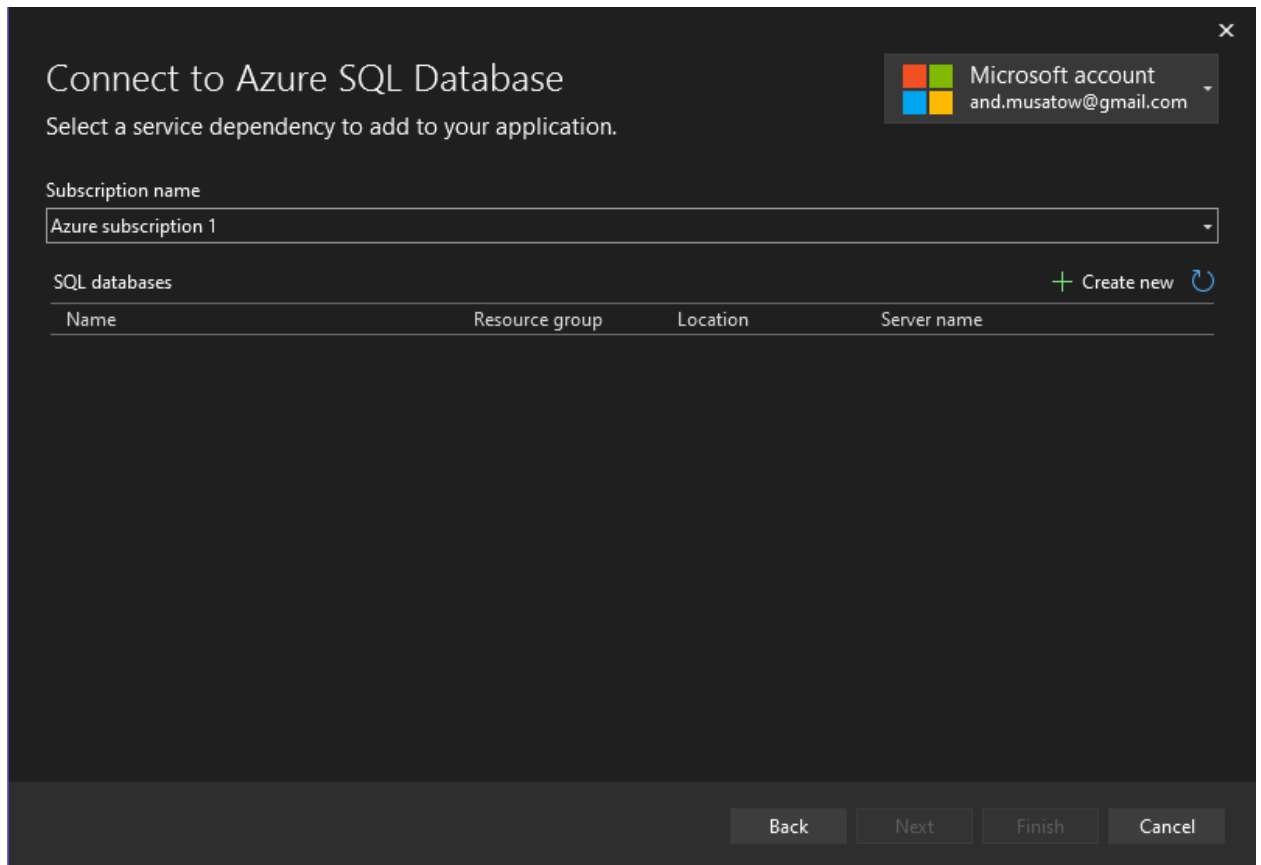 Connect to Azure SQL Database
Select a service dependency to add to your application.
Microsoft account
and.musatow@gmail.com
Subscription name
Azure subscription 1
SQL databases
Create new
Name Resource group Location Server name
Back Next Finish Cancel